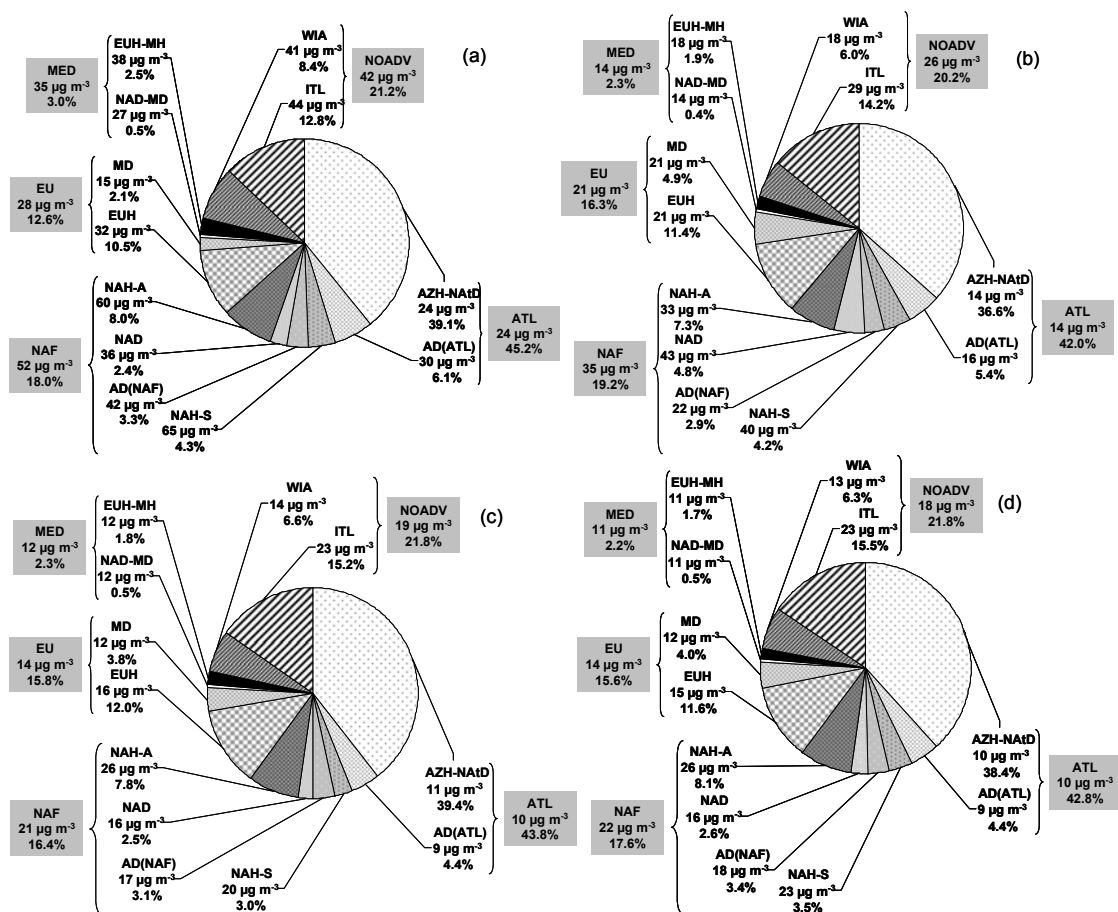 (a)
EUH-MH
38 µg m⁻³
2.5%
MED
35 µg m⁻³
3.0%
NAD-MD
27 µg m⁻³
0.5%
WIA
41 µg m⁻³
8.4%
ITL
44 µg m⁻³
12.8%
NOADV
42 µg m⁻³
21.2%
MD
15 µg m⁻³
2.1%
EU
28 µg m⁻³
12.6%
EUH
32 µg m⁻³
10.5%
NAH-A
60 µg m⁻³
8.0%
NAD
36 µg m⁻³
2.4%
NAF
52 µg m⁻³
18.0%
AD(NAF)
42 µg m⁻³
3.3%
NAH-S
65 µg m⁻³
4.3%
AZH-NAtD
24 µg m⁻³
39.1%
AD(ATL)
30 µg m⁻³
6.1%
ATL
24 µg m⁻³
45.2%
(b)
EUH-MH
18 µg m⁻³
1.9%
MED
14 µg m⁻³
2.3%
NAD-MD
14 µg m⁻³
0.4%
WIA
18 µg m⁻³
6.0%
ITL
29 µg m⁻³
14.2%
NOADV
26 µg m⁻³
20.2%
MD
21 µg m⁻³
4.9%
EU
21 µg m⁻³
16.3%
EUH
21 µg m⁻³
11.4%
NAH-A
33 µg m⁻³
7.3%
NAD
43 µg m⁻³
4.8%
NAF
35 µg m⁻³
19.2%
AD(NAF)
22 µg m⁻³
2.9%
NAH-S
40 µg m⁻³
4.2%
AZH-NAtD
14 µg m⁻³
36.6%
AD(ATL)
16 µg m⁻³
5.4%
ATL
14 µg m⁻³
42.0%
(c)
EUH-MH
12 µg m⁻³
1.8%
MED
12 µg m⁻³
2.3%
NAD-MD
12 µg m⁻³
0.5%
WIA
14 µg m⁻³
6.6%
ITL
23 µg m⁻³
15.2%
NOADV
19 µg m⁻³
21.8%
MD
12 µg m⁻³
3.8%
EU
14 µg m⁻³
15.8%
EUH
16 µg m⁻³
12.0%
NAH-A
26 µg m⁻³
7.8%
NAD
16 µg m⁻³
2.5%
NAF
21 µg m⁻³
16.4%
AD(NAF)
17 µg m⁻³
3.1%
NAH-S
20 µg m⁻³
3.0%
AZH-NAtD
11 µg m⁻³
39.4%
AD(ATL)
9 µg m⁻³
4.4%
ATL
10 µg m⁻³
43.8%
(d)
EUH-MH
11 µg m⁻³
1.7%
MED
11 µg m⁻³
2.2%
NAD-MD
11 µg m⁻³
0.5%
WIA
13 µg m⁻³
6.3%
ITL
23 µg m⁻³
15.5%
NOADV
18 µg m⁻³
21.8%
MD
12 µg m⁻³
4.0%
EU
14 µg m⁻³
15.6%
EUH
15 µg m⁻³
11.6%
NAH-A
26 µg m⁻³
8.1%
NAD
16 µg m⁻³
2.6%
NAF
22 µg m⁻³
17.6%
AD(NAF)
18 µg m⁻³
3.4%
NAH-S
23 µg m⁻³
3.5%
AZH-NAtD
10 µg m⁻³
38.4%
AD(ATL)
9 µg m⁻³
4.4%
ATL
10 µg m⁻³
42.8%